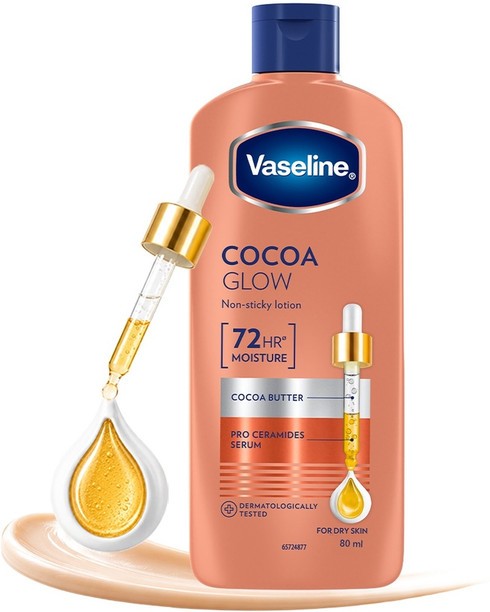 Vaseline®
COCOA
GLOW
Non-sticky lotion
72HR
MOISTURE
COCOA BUTTER
PRO CERAMIDES
SERUM
DERMATOLOGICALLY
TESTED
FOR DRY SKIN
80 ml
65724877